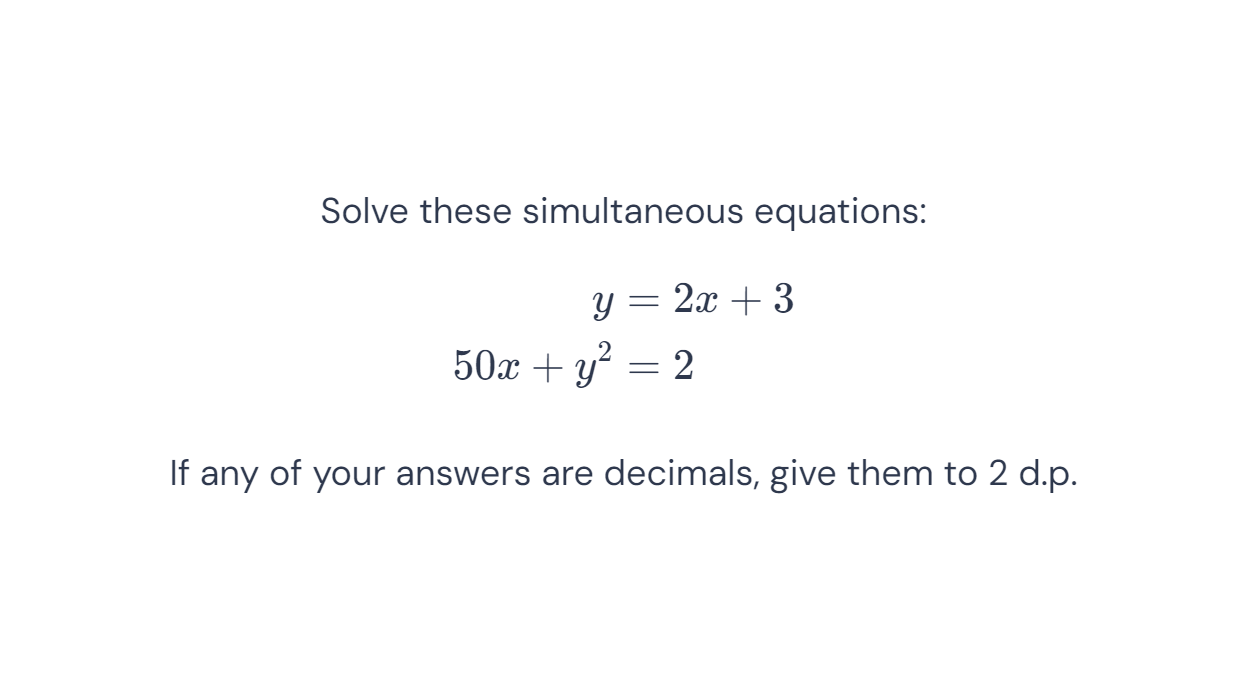 Solve these simultaneous equations:
y = 2x + 3
50x + y² = 2
If any of your answers are decimals, give them to 2 d.p.